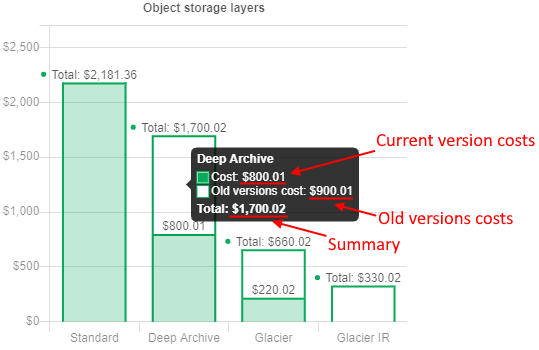 Object storage layers
$2,500
Total: $2,181.36
$2,000
Total: $1,700.02
Deep Archive
Current version costs
$1,500
Cost: $800.01
Old versions cost: $900.01
Total: $1,700.02
$1,000
Old versions costs
$800.01
Summary
Total: $660.02
$500
Total: $330.02
$220.02
$0
Standard
Deep Archive
Glacier
Glacier IR